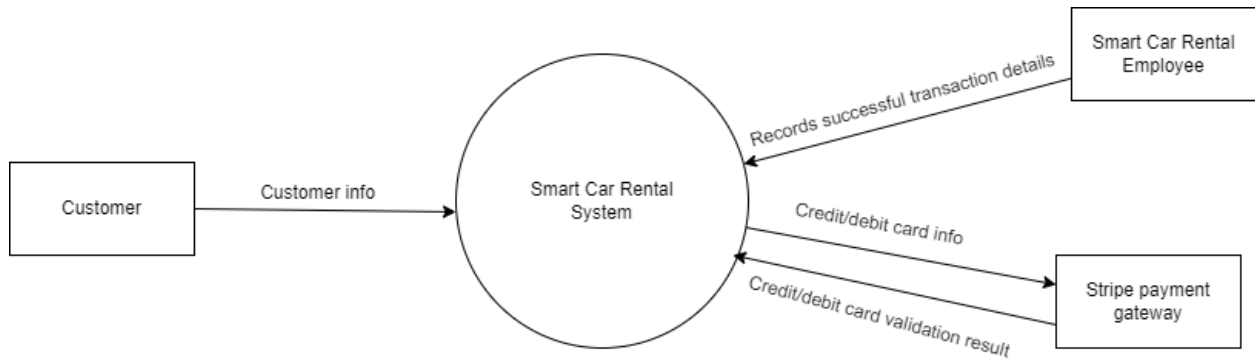 Smart Car Rental
Employee
Records successful transaction details
Customer
Customer info
Smart Car Rental
System
Credit/debit card info
Stripe payment
gateway
Credit/debit card validation result